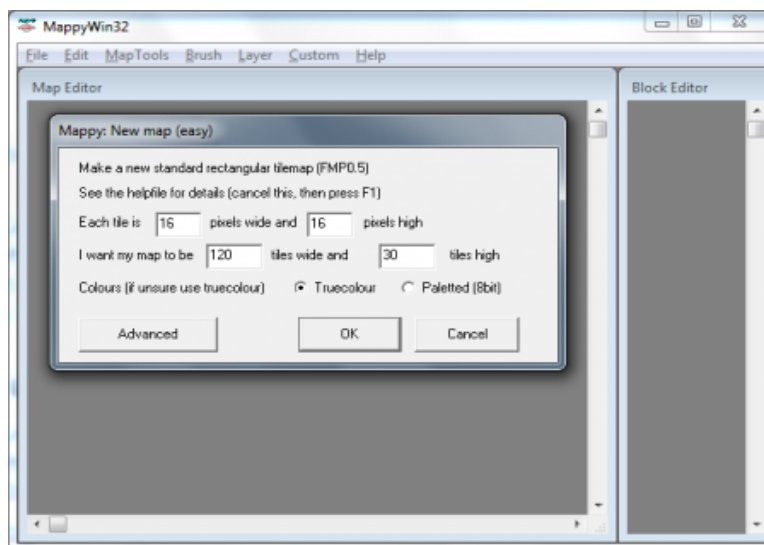 MappyWin32
File Edit MapTools Brush Layer Custom Help
Map Editor
Block Editor
Mappy: New map (easy)
Make a new standard rectangular tilemap (FMP0.5)
See the helpfile for details (cancel this, then press F1)
Each tile is 16 pixels wide and 16 pixels high
I want my map to be 120 tiles wide and 30 tiles high
Colours (if unsure use truecolour) Truecolour Paletted (8bit)
Advanced OK Cancel